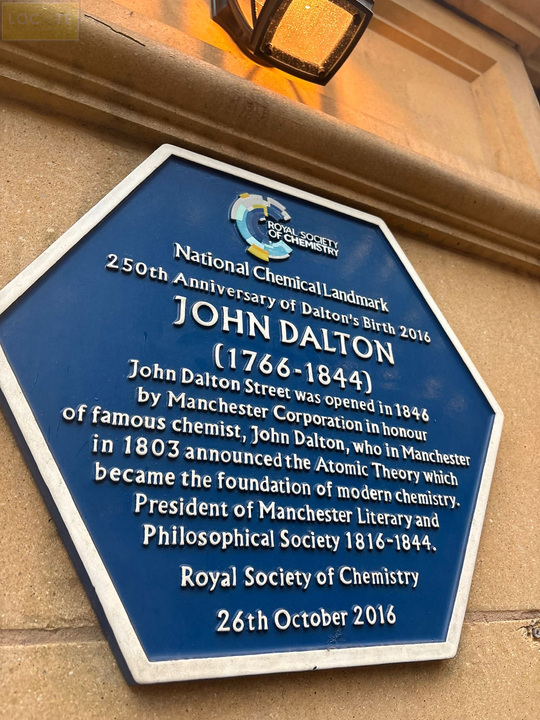 ROYAL SOCIETY
OF CHEMISTRY
National Chemical Landmark
250th Anniversary of Dalton's Birth 2016
JOHN DALTON
(1766-1844)
John Dalton Street was opened in 1846
by Manchester Corporation in honour
of famous chemist, John Dalton, who in Manchester
in 1803 announced the Atomic Theory which
became the foundation of modern chemistry.
President of Manchester Literary and
Philosophical Society 1816-1844.
Royal Society of Chemistry
26th October 2016